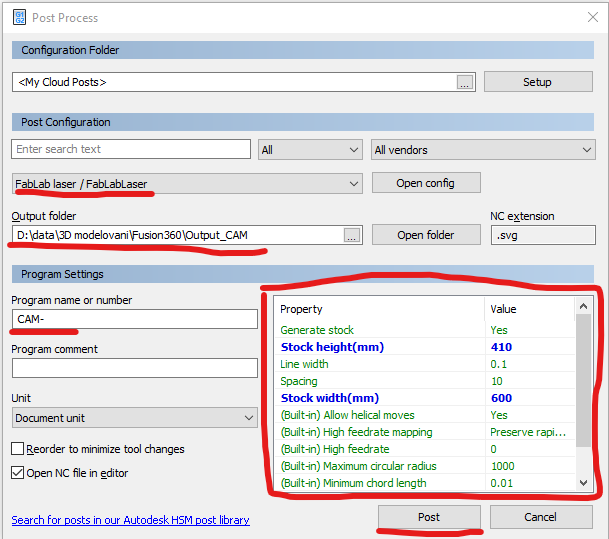 G1
G2
Post Process
Configuration Folder
<My Cloud Posts>
...
Setup
Post Configuration
Enter search text
All
All vendors
FabLab laser / FabLabLaser
Open config
Output folder
NC extension
D:\data\3D modelovani\Fusion360\Output_CAM
...
Open folder
.svg
Program Settings
Program name or number
CAM-
Program comment
Unit
Document unit
Reorder to minimize tool changes
Open NC file in editor
Property Value
Generate stock Yes
Stock height(mm) 410
Line width 0.1
Spacing 10
Stock width(mm) 600
(Built-in) Allow helical moves Yes
(Built-in) High feedrate mapping Preserve rapi...
(Built-in) High feedrate 0
(Built-in) Maximum circular radius 1000
(Built-in) Minimum chord length 0.01
Search for posts in our Autodesk HSM post library
Post
Cancel